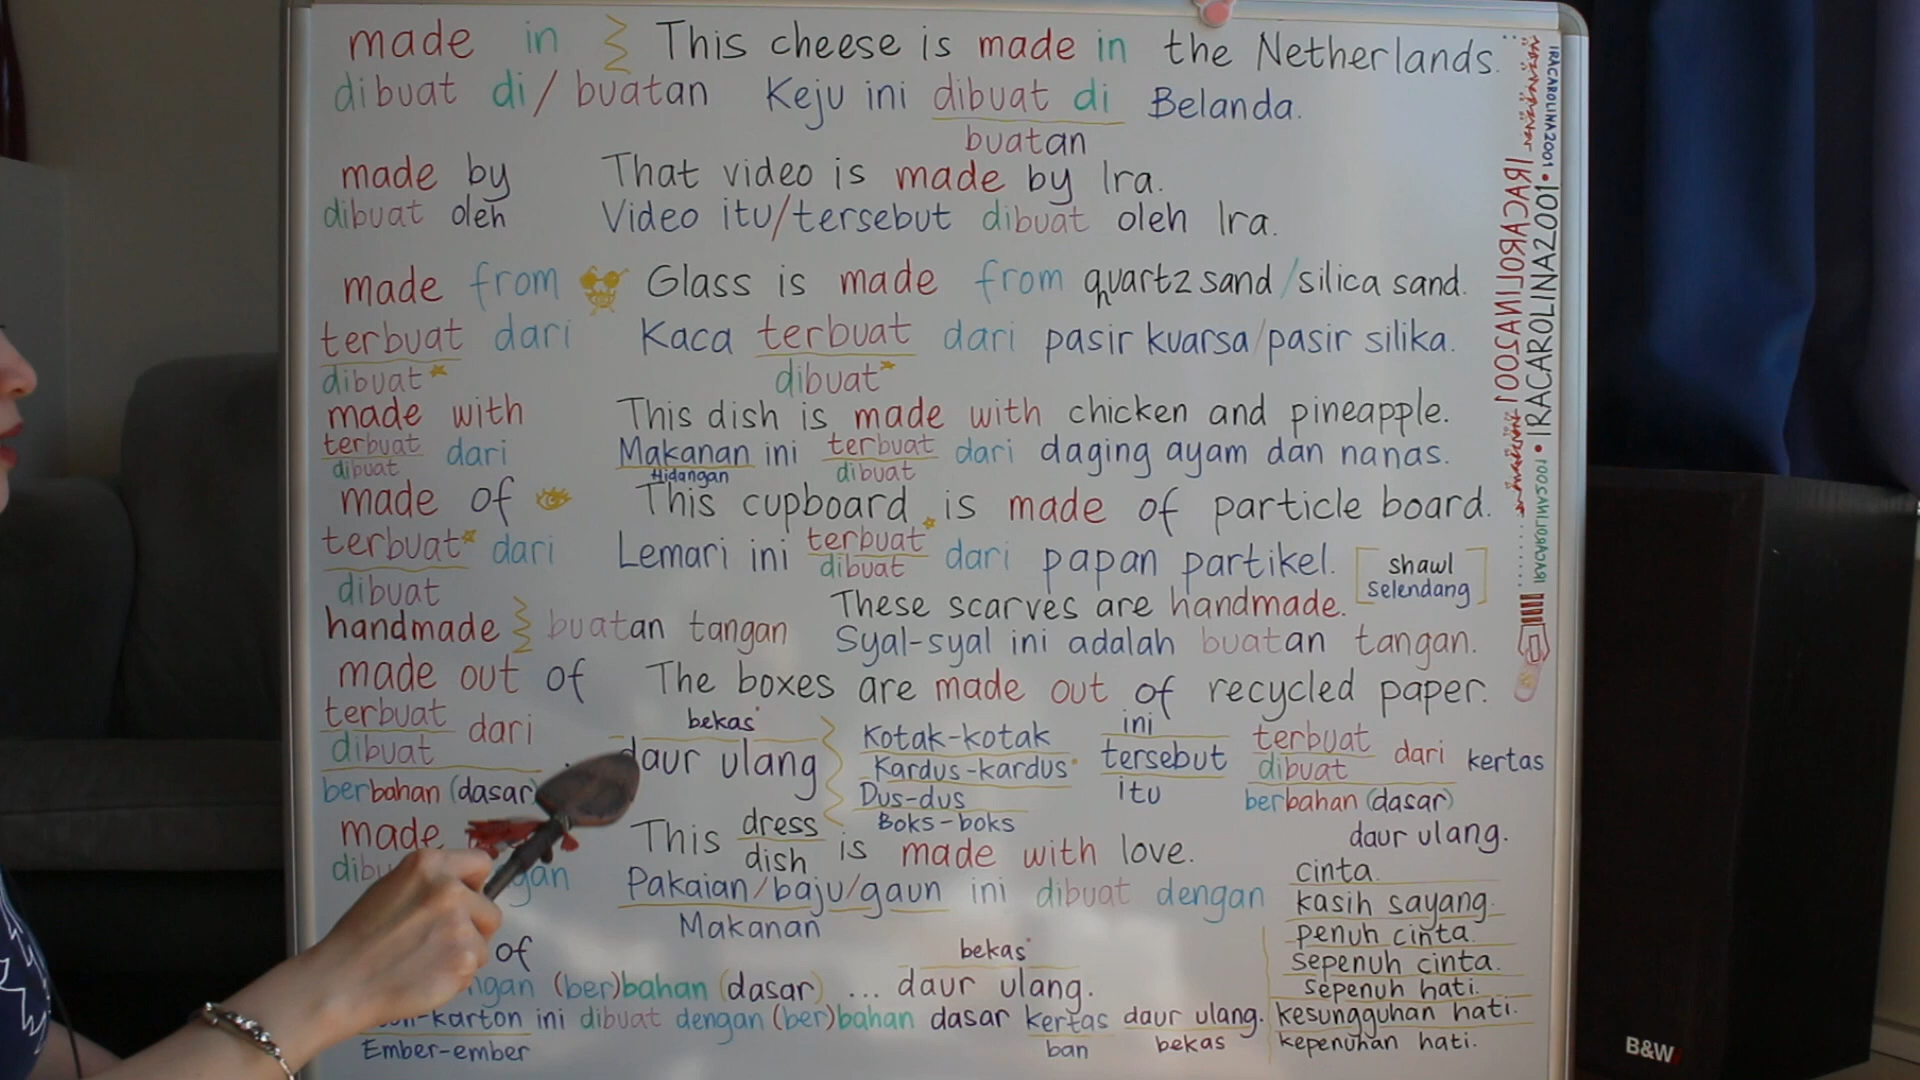 made in This cheese is made in the Netherlands.
dibuat di/buatan Keju ini dibuat di Belanda.
buatan
made by That video is made by Ira.
dibuat oleh Video itu/tersebut dibuat oleh Ira.
made from Glass is made from quartz sand/silica sand.
terbuat dari Kaca terbuat dari pasir kuarsa/pasir silika.
dibuat* dibuat*
made with This dish is made with chicken and pineapple.
terbuat dari Makanan ini terbuat dari daging ayam dan nanas.
dibuat Hidangan dibuat
made of This cupboard is made of particle board.
terbuat* dari Lemari ini terbuat* dari papan partikel.
dibuat dibuat
[shawl
selendang]
These scarves are handmade.
handmade buatan tangan Syal-syal ini adalah buatan tangan.
made out of The boxes are made out of recycled paper.
terbuat dari bekas Kotak-kotak ini terbuat dari kertas
dibuat daur ulang Kardus-kardus tersebut dibuat
berbahan (dasar) Dus-dus itu berbahan (dasar)
Boks-boks daur ulang.
made This dress is made with love.
dish
Pakaian/baju/gaun ini dibuat dengan cinta.
Makanan kasih sayang.
penuh cinta.
sepenuh cinta.
sepenuh hati.
kesungguhan hati.
kepenuhan hati.
of bekas
(ber)bahan (dasar) ... daur ulang.
karton ini dibuat dengan (ber)bahan dasar kertas daur ulang.
Ember-ember ban bekas
IRACAROLINA2001
IRACAROLINA2001
IRACAROLINA2001
IRACAROLINA2001
B&W